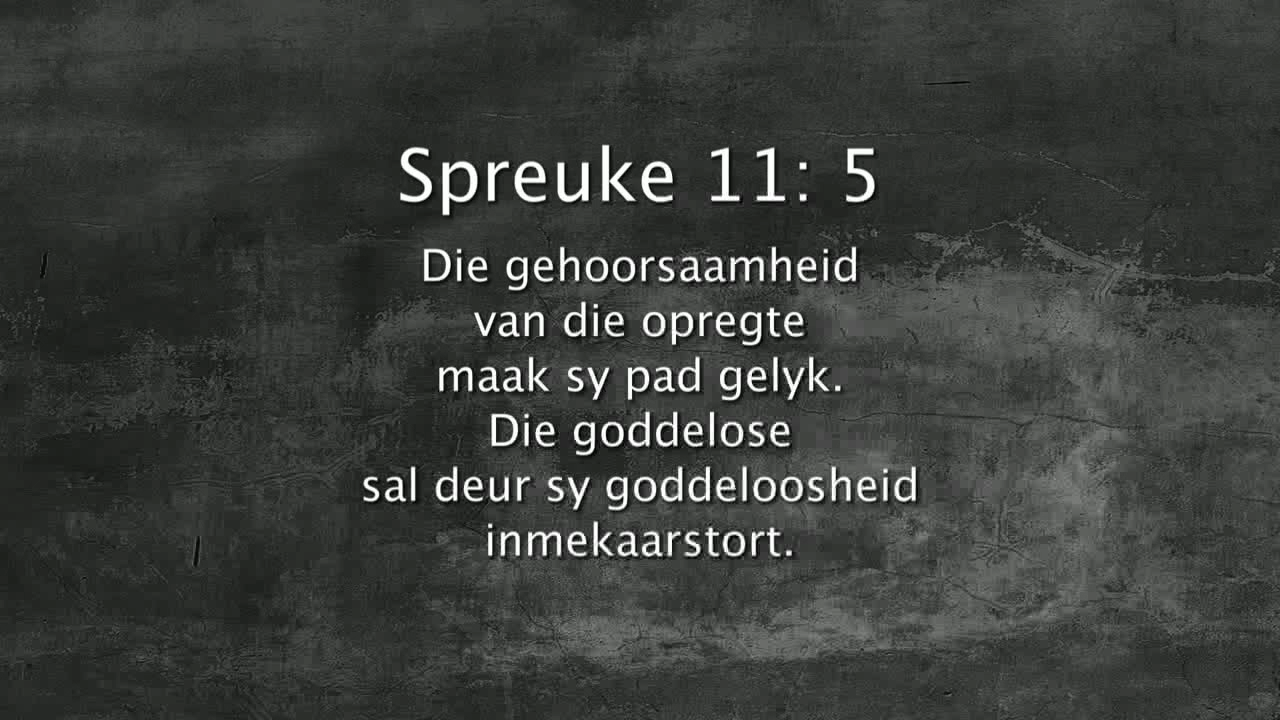 Spreuke 11: 5
Die gehoorsaamheid
van die opregte
maak sy pad gelyk.
Die goddelose
sal deur sy goddeloosheid
inmekaarstort.